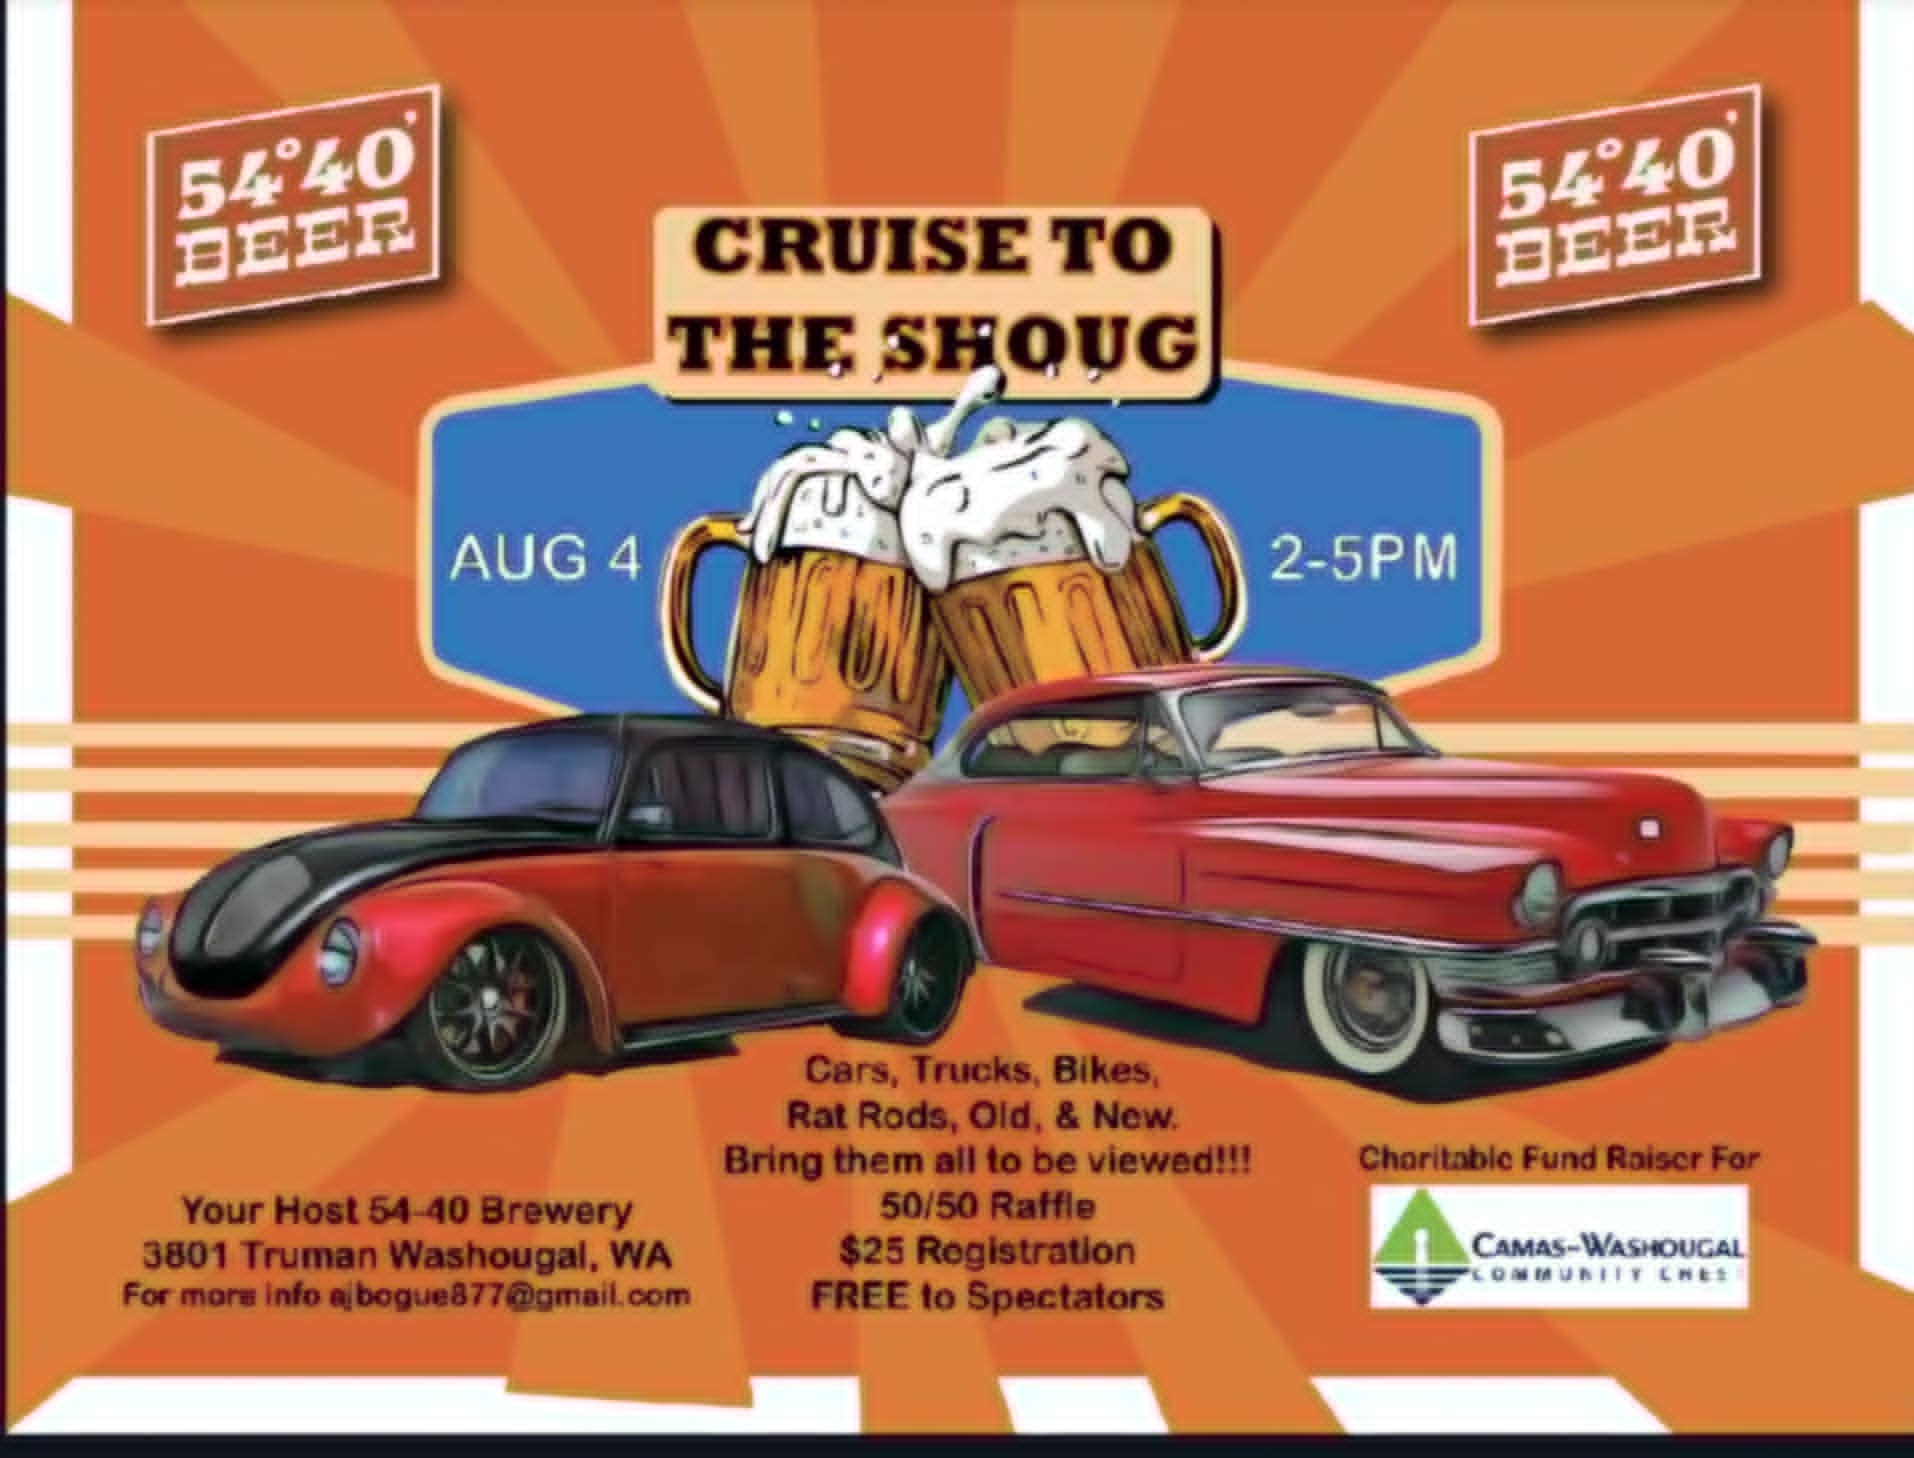 54°40'
BEER
54°40'
BEER
CRUISE TO
THE SHOUG
AUG 4
2-5PM
Cars, Trucks, Bikes,
Rat Rods, Old, & New.
Bring them all to be viewed!!!
50/50 Raffle
$25 Registration
FREE to Spectators
Your Host 54-40 Brewery
3801 Truman Washougal, WA
For more info ajbogue877@gmail.com
Charitable Fund Raiser For
CAMAS-WASHOUGAL
COMMUNITY CHEST